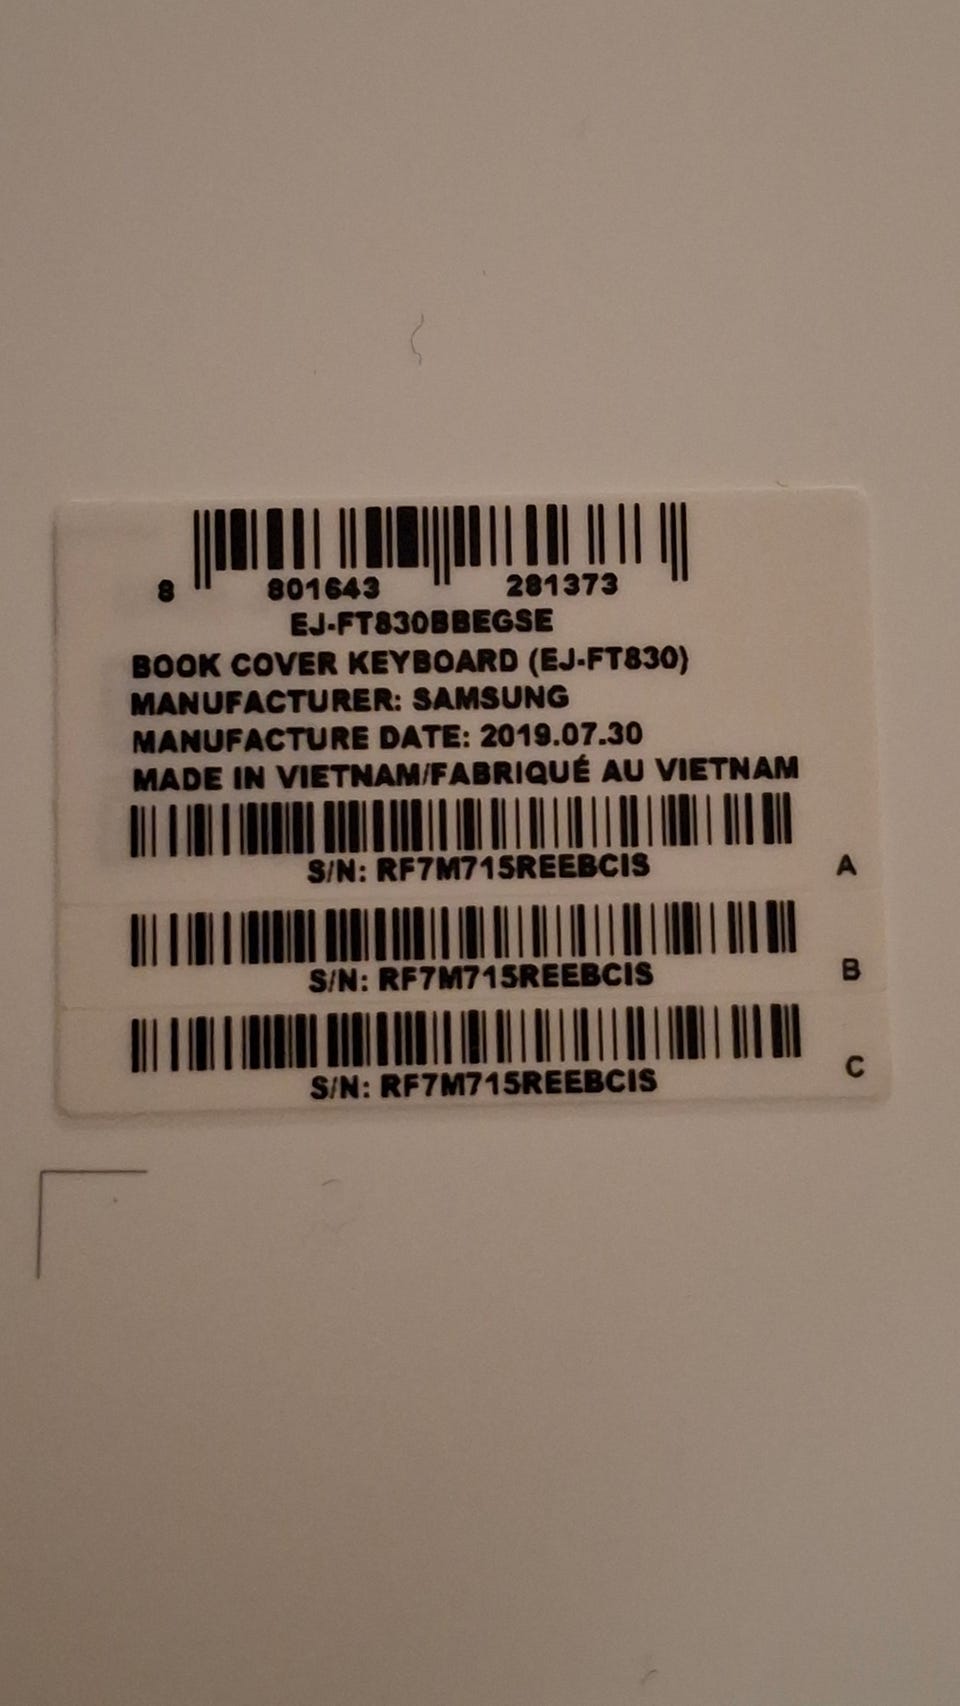 8 801643 281373
EJ-FT830BBEGSE
BOOK COVER KEYBOARD (EJ-FT830)
MANUFACTURER: SAMSUNG
MANUFACTURE DATE: 2019.07.30
MADE IN VIETNAM/FABRIQUÉ AU VIETNAM
S/N: RF7M715REEBCIS A
S/N: RF7M715REEBCIS B
S/N: RF7M715REEBCIS C